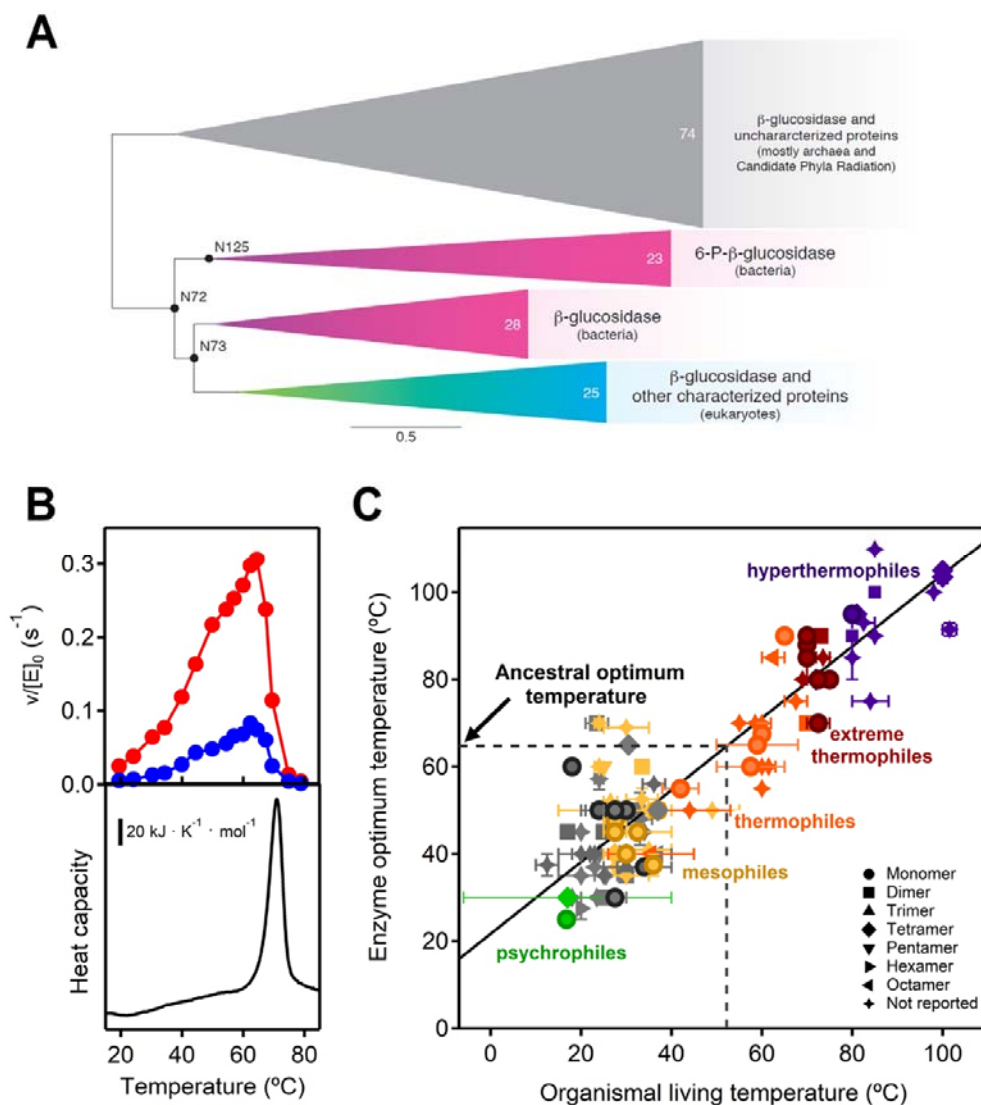 A
74
β-glucosidase and
unchararcterized proteins
(mostly archaea and
Candidate Phyla Radiation)
N125
23
6-P-β-glucosidase
(bacteria)
N72
28
β-glucosidase
(bacteria)
N73
25
β-glucosidase and
other characterized proteins
(eukaryotes)
0.5
B
0.3
0.2
0.1
0.0
v/[E]0 (s-1)
20 kJ · K-1 · mol-1
Heat capacity
20 40 60 80
Temperature (ºC)
C
hyperthermophiles
Ancestral optimum
temperature
extreme
thermophiles
thermophiles
mesophiles
psychrophiles
Monomer
Dimer
Trimer
Tetramer
Pentamer
Hexamer
Octamer
Not reported
100
80
60
40
20
0
Enzyme optimum temperature (ºC)
0 20 40 60 80 100
Organismal living temperature (ºC)